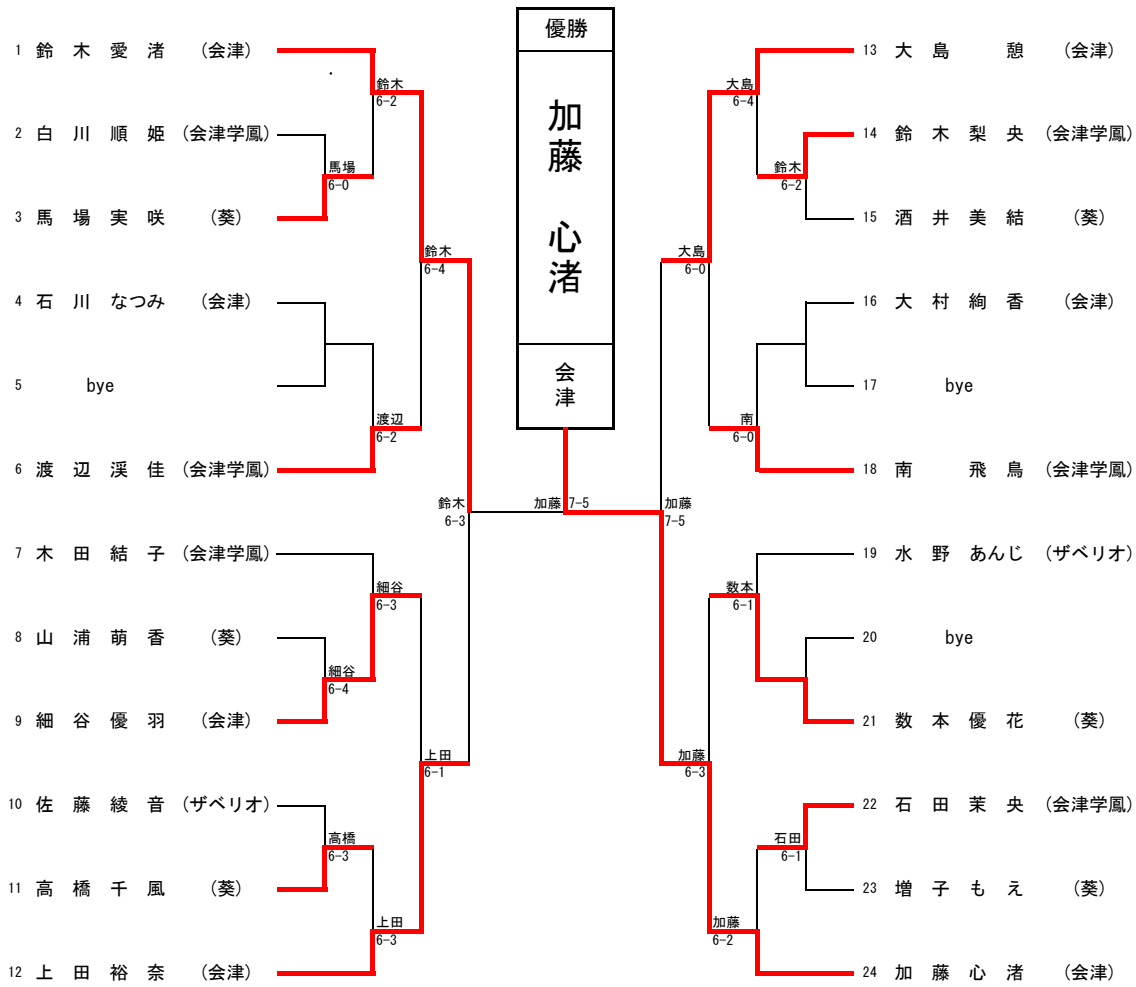 優勝
加藤 心渚
会津
1 鈴木愛渚 (会津)
2 白川順姫 (会津学鳳)
3 馬場実咲 (葵)
4 石川なつみ (会津)
5 bye
6 渡辺渓佳 (会津学鳳)
7 木田結子 (会津学鳳)
8 山浦萌香 (葵)
9 細谷優羽 (会津)
10 佐藤綾音 (ザベリオ)
11 高橋千風 (葵)
12 上田裕奈 (会津)
鈴木
6-2
馬場
6-0
鈴木
6-4
渡辺
6-2
鈴木
6-3
細谷
6-3
細谷
6-4
上田
6-1
高橋
6-3
上田
6-3
加藤 7-5
大島
6-4
鈴木
6-2
大島
6-0
南
6-0
加藤
7-5
数本
6-1
加藤
6-3
石田
6-1
加藤
6-2
13 大島 憩 (会津)
14 鈴木梨央 (会津学鳳)
15 酒井美結 (葵)
16 大村絢香 (会津)
17 bye
18 南 飛鳥 (会津学鳳)
19 水野あんじ (ザベリオ)
20 bye
21 数本優花 (葵)
22 石田茉央 (会津学鳳)
23 増子もえ (葵)
24 加藤心渚 (会津)